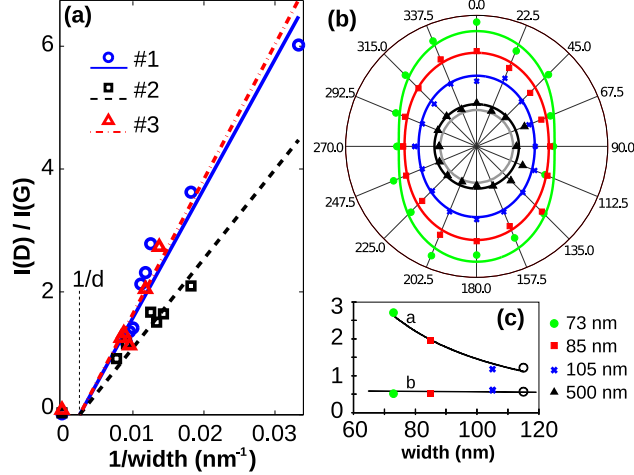 (a)
#1
#2
#3
1/d
I(D) / I(G)
6
4
2
0
0
0.01
0.02
0.03
1/width (nm⁻¹)
(b)
0.0
22.5
45.0
67.5
90.0
112.5
135.0
157.5
180.0
202.5
225.0
247.5
270.0
292.5
315.0
337.5
(c)
3
2
1
0
a
b
60
80
100
120
width (nm)
73 nm
85 nm
105 nm
500 nm